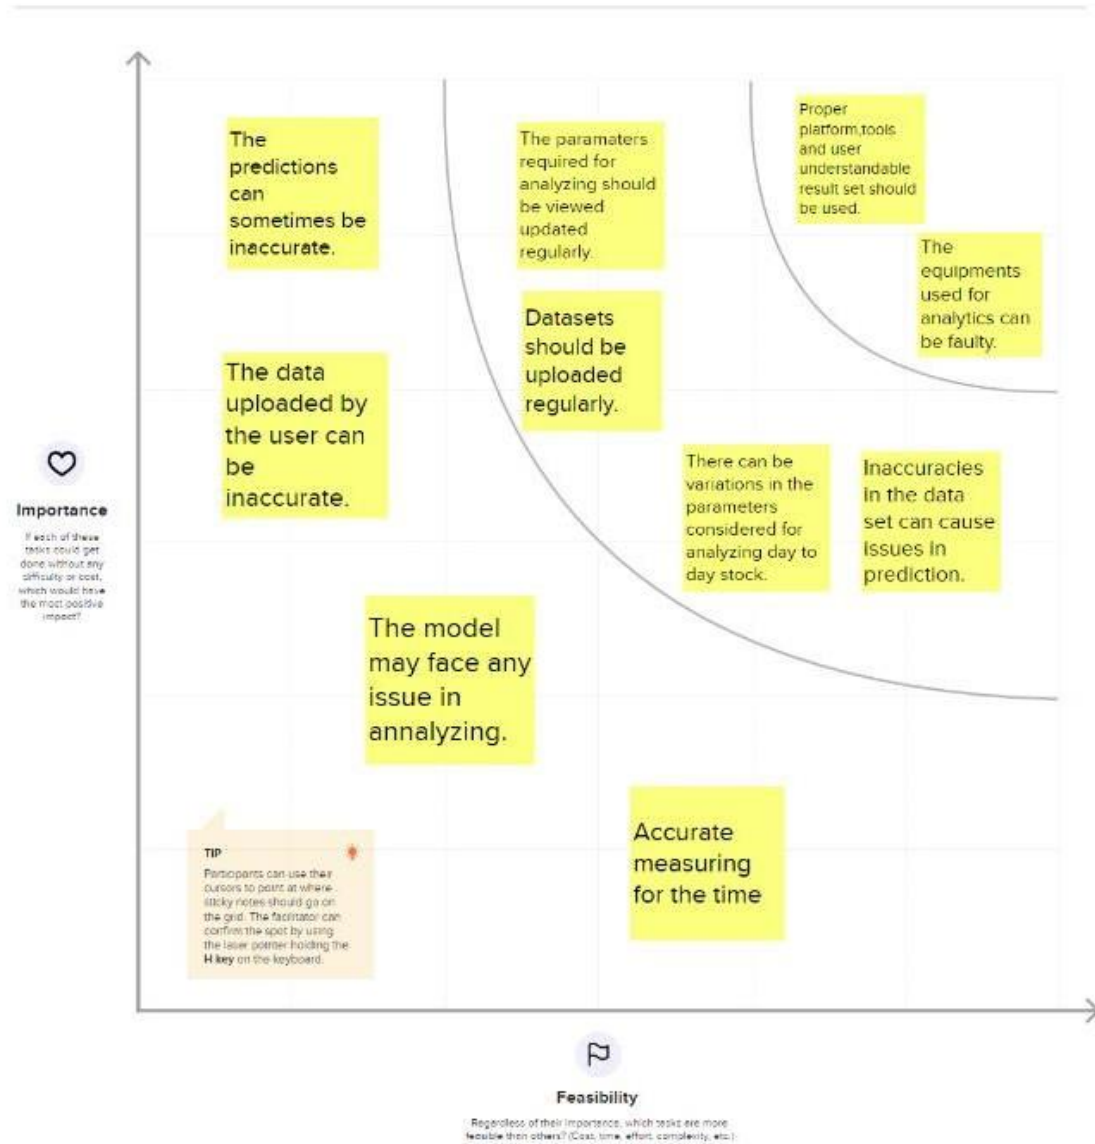 The
predictions
can
sometimes be
inaccurate.
The paramaters
required for
analyzing should
be viewed
updated
regularly.
Proper
platform,tools
and user
understandable
result set should
be used.
The
equipments
used for
analytics can
be faulty.
Datasets
should be
uploaded
regularly.
The data
uploaded by
the user can
be
inaccurate.
There can be
variations in the
parameters
considered for
analyzing day to
day stock.
Inaccuracies
in the data
set can cause
issues in
prediction.
Importance
If each of these
tasks could get
done without any
difficulty or cost,
which would have
the most positive
impact?
The model
may face any
issue in
annalyzing.
Accurate
measuring
for the time
TIP
Participants can use their
cursors to point at where
sticky notes should go on
the grid. The facilitator can
confirm the spot by using
the laser pointer holding the
H key on the keyboard.
Feasibility
Regardless of their importance, which tasks are more
feasible than others? (Cost, time, effort, complexity, etc.)